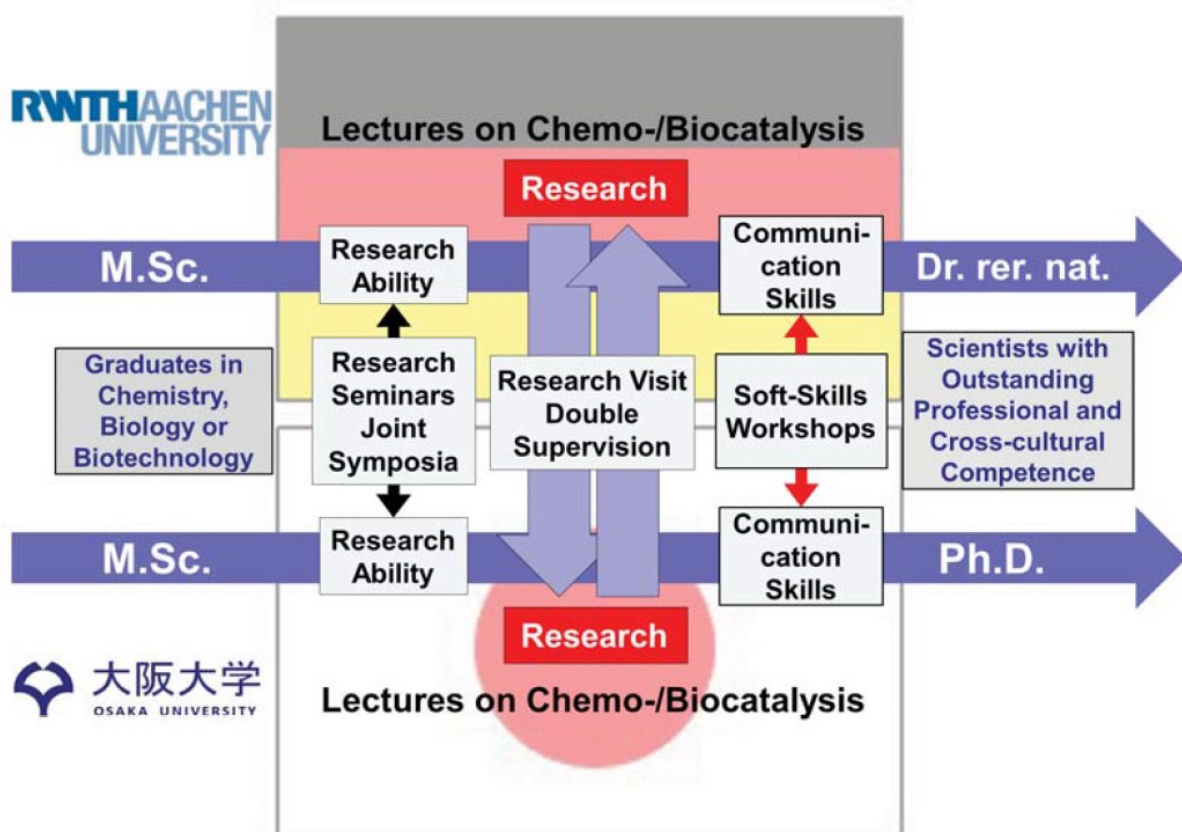 RWTHAACHEN
UNIVERSITY
Lectures on Chemo-/Biocatalysis
Research
M.Sc.
Research
Ability
Communi-
cation
Skills
Dr. rer. nat.
Graduates in
Chemistry,
Biology or
Biotechnology
Research
Seminars
Joint
Symposia
Research Visit
Double
Supervision
Soft-Skills
Workshops
Scientists with
Outstanding
Professional and
Cross-cultural
Competence
M.Sc.
Research
Ability
Communi-
cation
Skills
Ph.D.
Research
大阪大学
OSAKA UNIVERSITY
Lectures on Chemo-/Biocatalysis